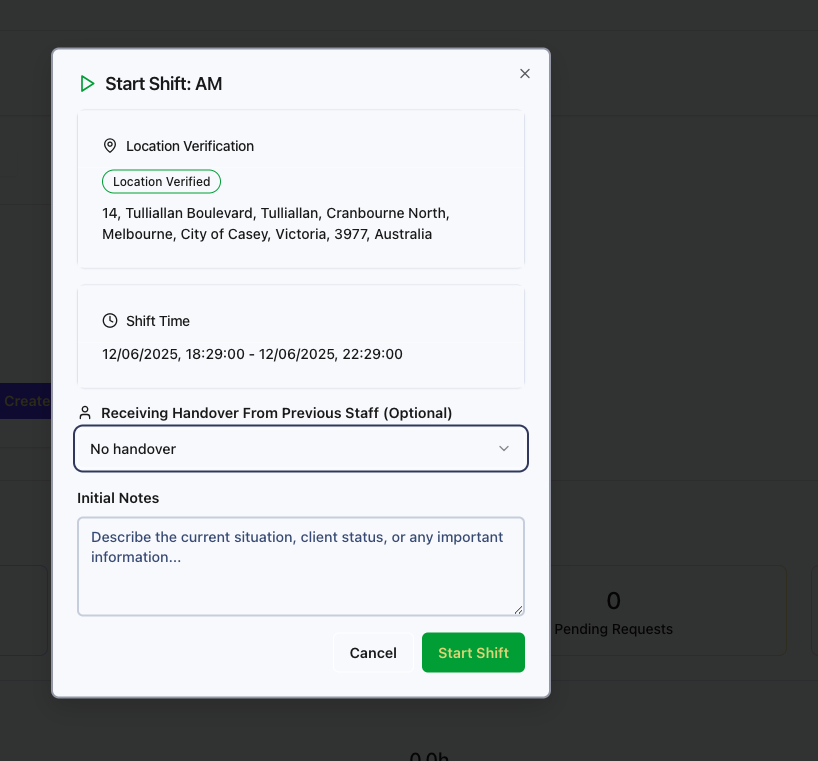 Start Shift: AM
Location Verification
Location Verified
14, Tulliallan Boulevard, Tulliallan, Cranbourne North,
Melbourne, City of Casey, Victoria, 3977, Australia
Shift Time
12/06/2025, 18:29:00 - 12/06/2025, 22:29:00
Create
Receiving Handover From Previous Staff (Optional)
No handover
Initial Notes
Describe the current situation, client status, or any important
information...
0
Pending Requests
Cancel
Start Shift
0.0h